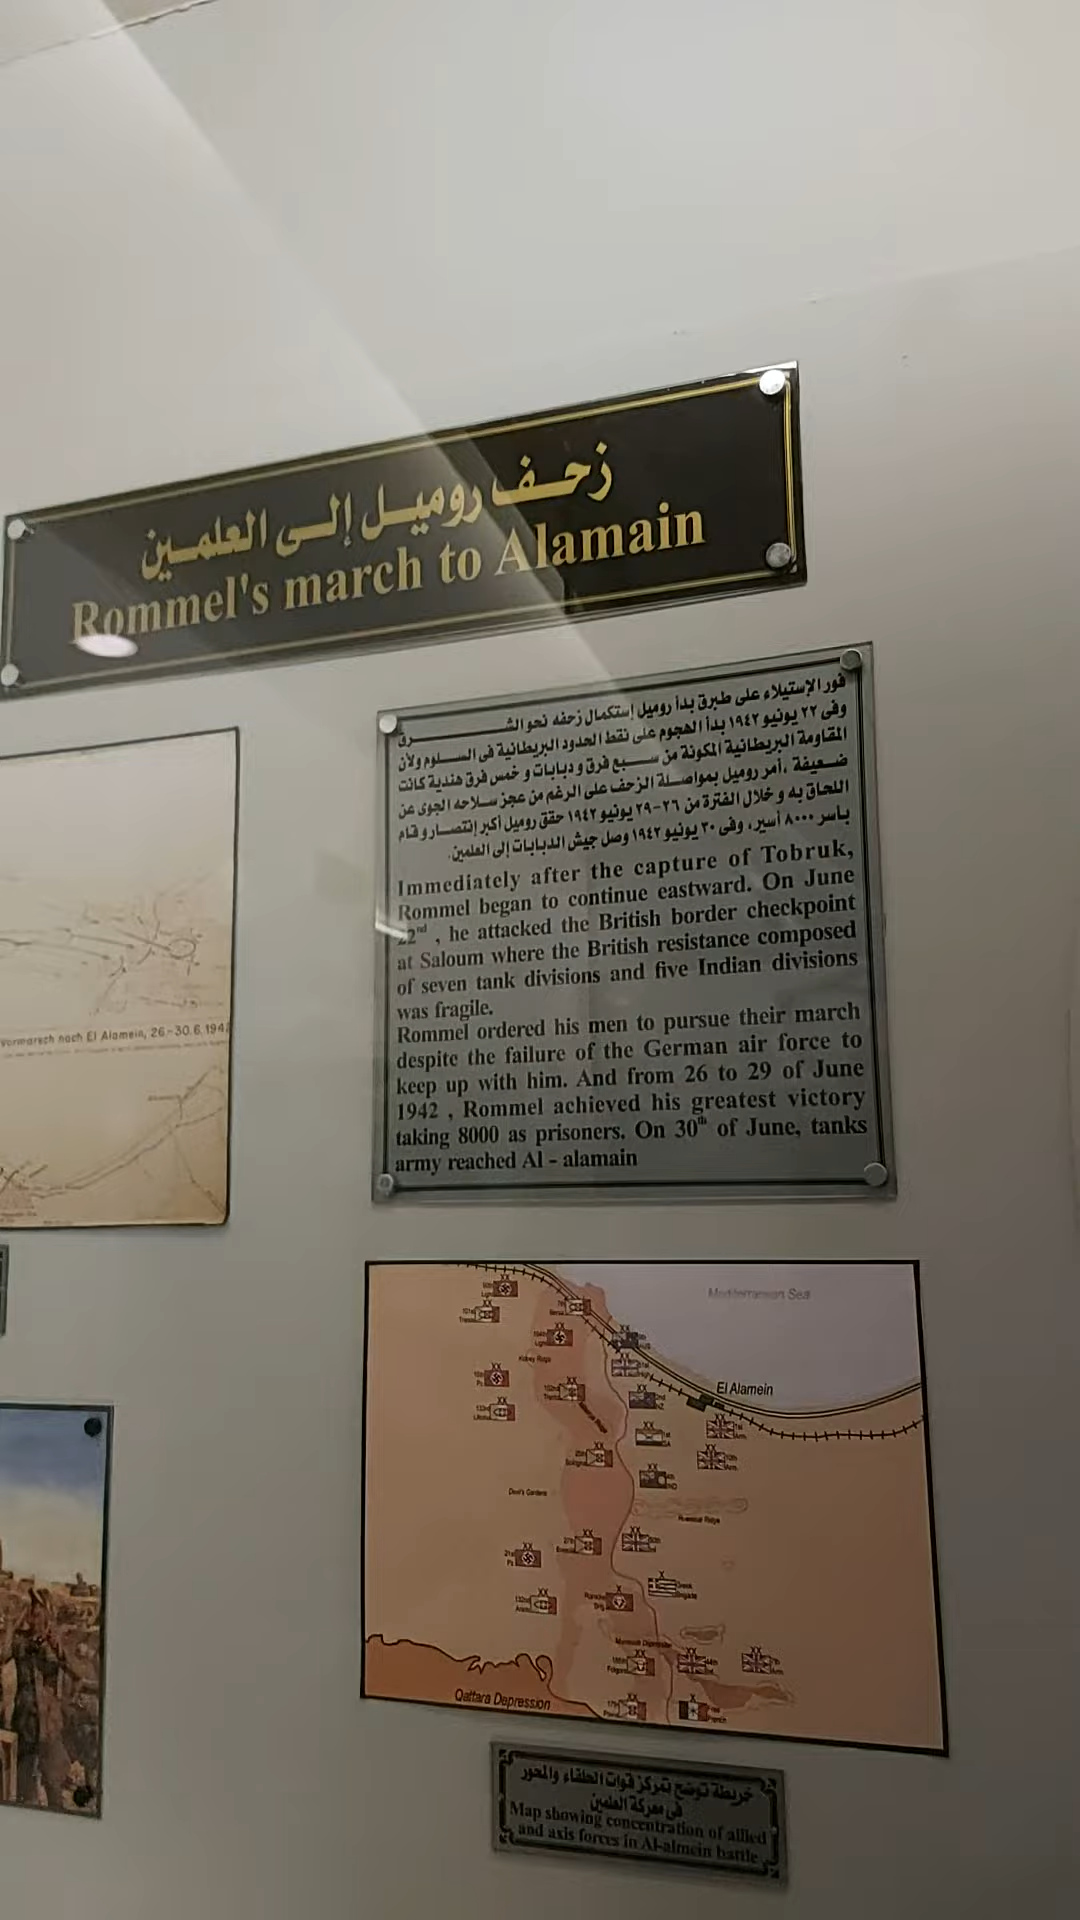 زحف روميل إلى العلمين
Rommel's march to Alamain
فور الإستيلاء على طبرق بدأ روميل إستكمال زحفه نحو الشرق
وفى ٢٢ يونيو ١٩٤٢ بدأ الهجوم على نقط الحدود البريطانية فى السلوم ولأن
المقاومة البريطانية المكونة من سبع فرق ودبابات و خمس فرق هندية كانت
ضعيفة ،أمر روميل بمواصلة الزحف على الرغم من عجز سلاحه الجوى عن
اللحاق به و خلال الفترة من ٢٦-٢٩ يونيو ١٩٤٢ حقق روميل أكبر إنتصار وقام
بأسر ٨٠٠٠ أسير، وفى ٣٠ يونيو ١٩٤٢ وصل جيش الدبابات إلى العلمين.
Immediately after the capture of Tobruk,
Rommel began to continue eastward. On June
22nd , he attacked the British border checkpoint
at Saloum where the British resistance composed
of seven tank divisions and five Indian divisions
was fragile.
Rommel ordered his men to pursue their march
despite the failure of the German air force to
keep up with him. And from 26 to 29 of June
1942 , Rommel achieved his greatest victory
taking 8000 as prisoners. On 30th of June, tanks
army reached Al - alamain
Vormarsch nach El Alamein, 26.-30.6.1942
Mediterranean Sea
El Alamein
Kidney Ridge
Devil's Gardens
Ruweisat Ridge
Greek
Brigade
Qattara Depression
خريطة توضح تمركز قوات الحلفاء والمحور
فى معركة العلمين
Map showing concentration of allied
and axis forces in Al-almein battle